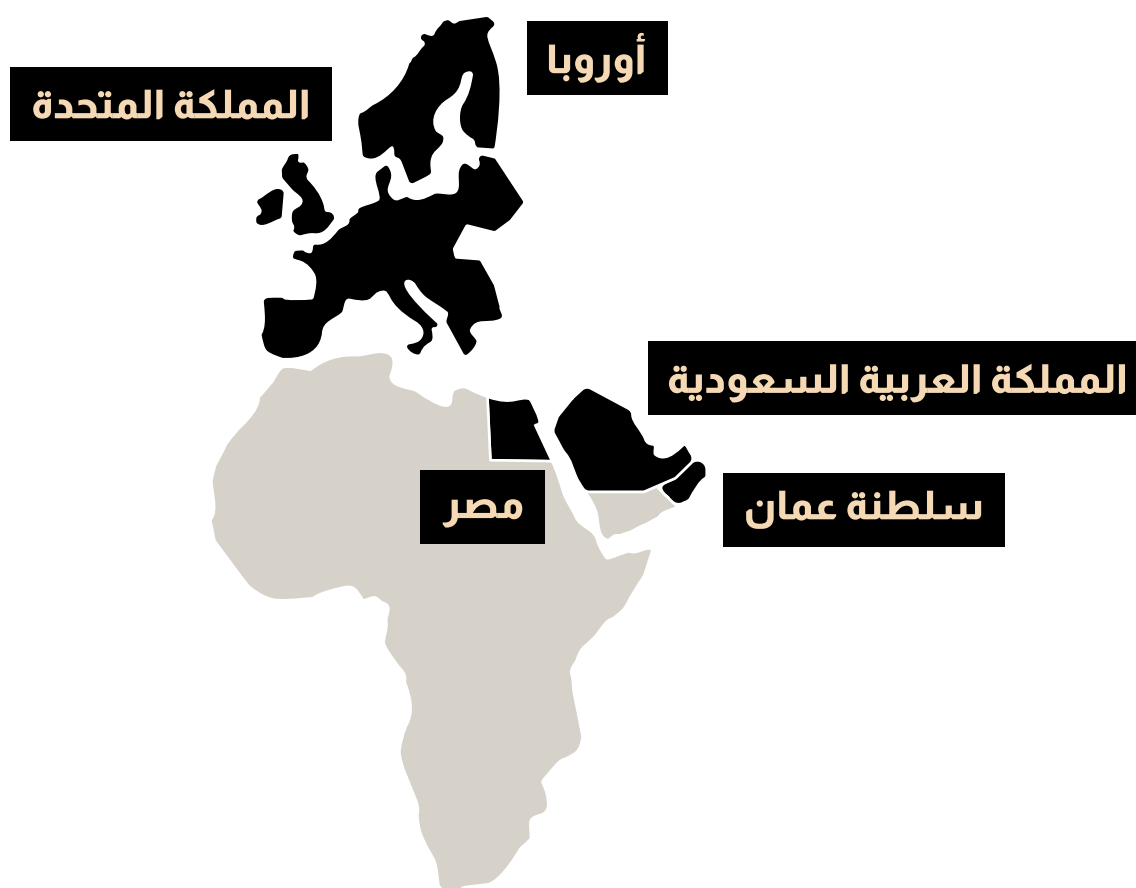 أوروبا
المملكة المتحدة
المملكة العربية السعودية
مصر
سلطنة عمان